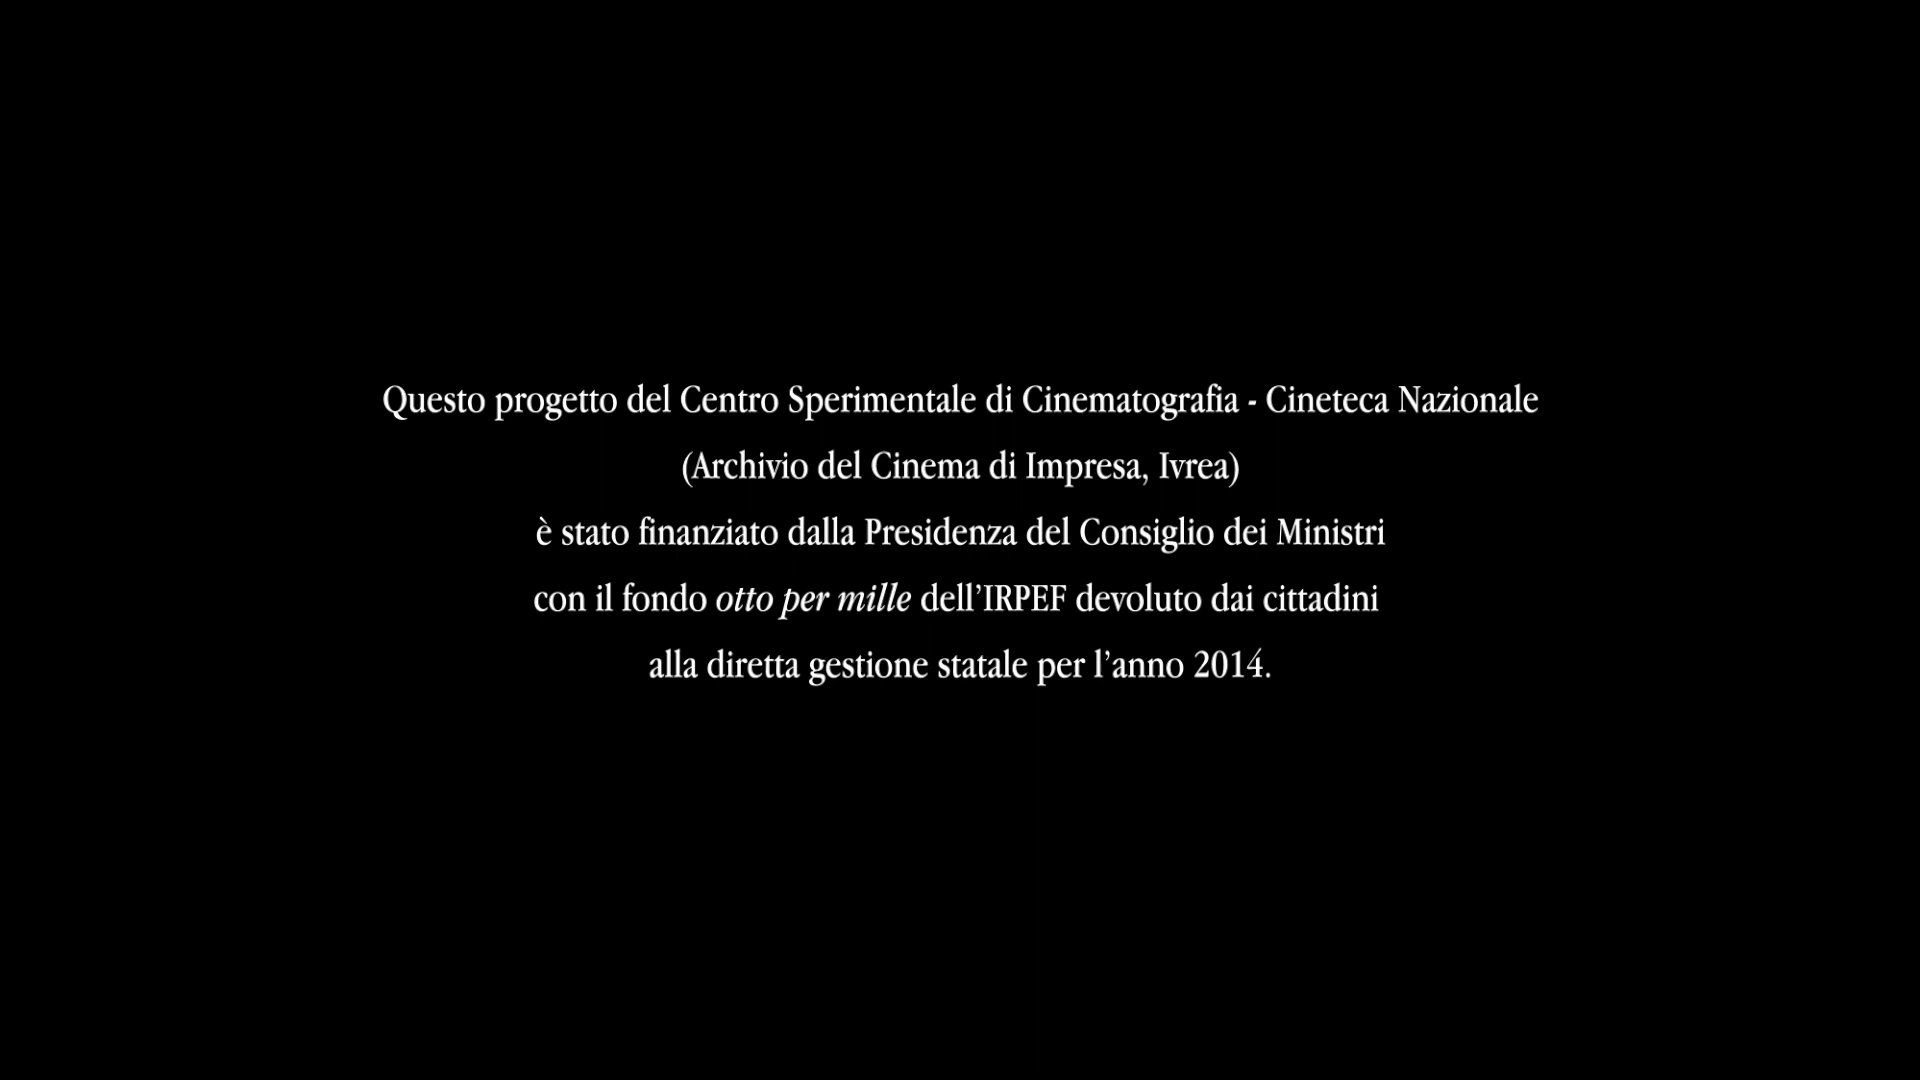 Questo progetto del Centro Sperimentale di Cinematografia - Cineteca Nazionale
(Archivio del Cinema di Impresa, Ivrea)
è stato finanziato dalla Presidenza del Consiglio dei Ministri
con il fondo otto per mille dell’IRPEF devoluto dai cittadini
alla diretta gestione statale per l’anno 2014.